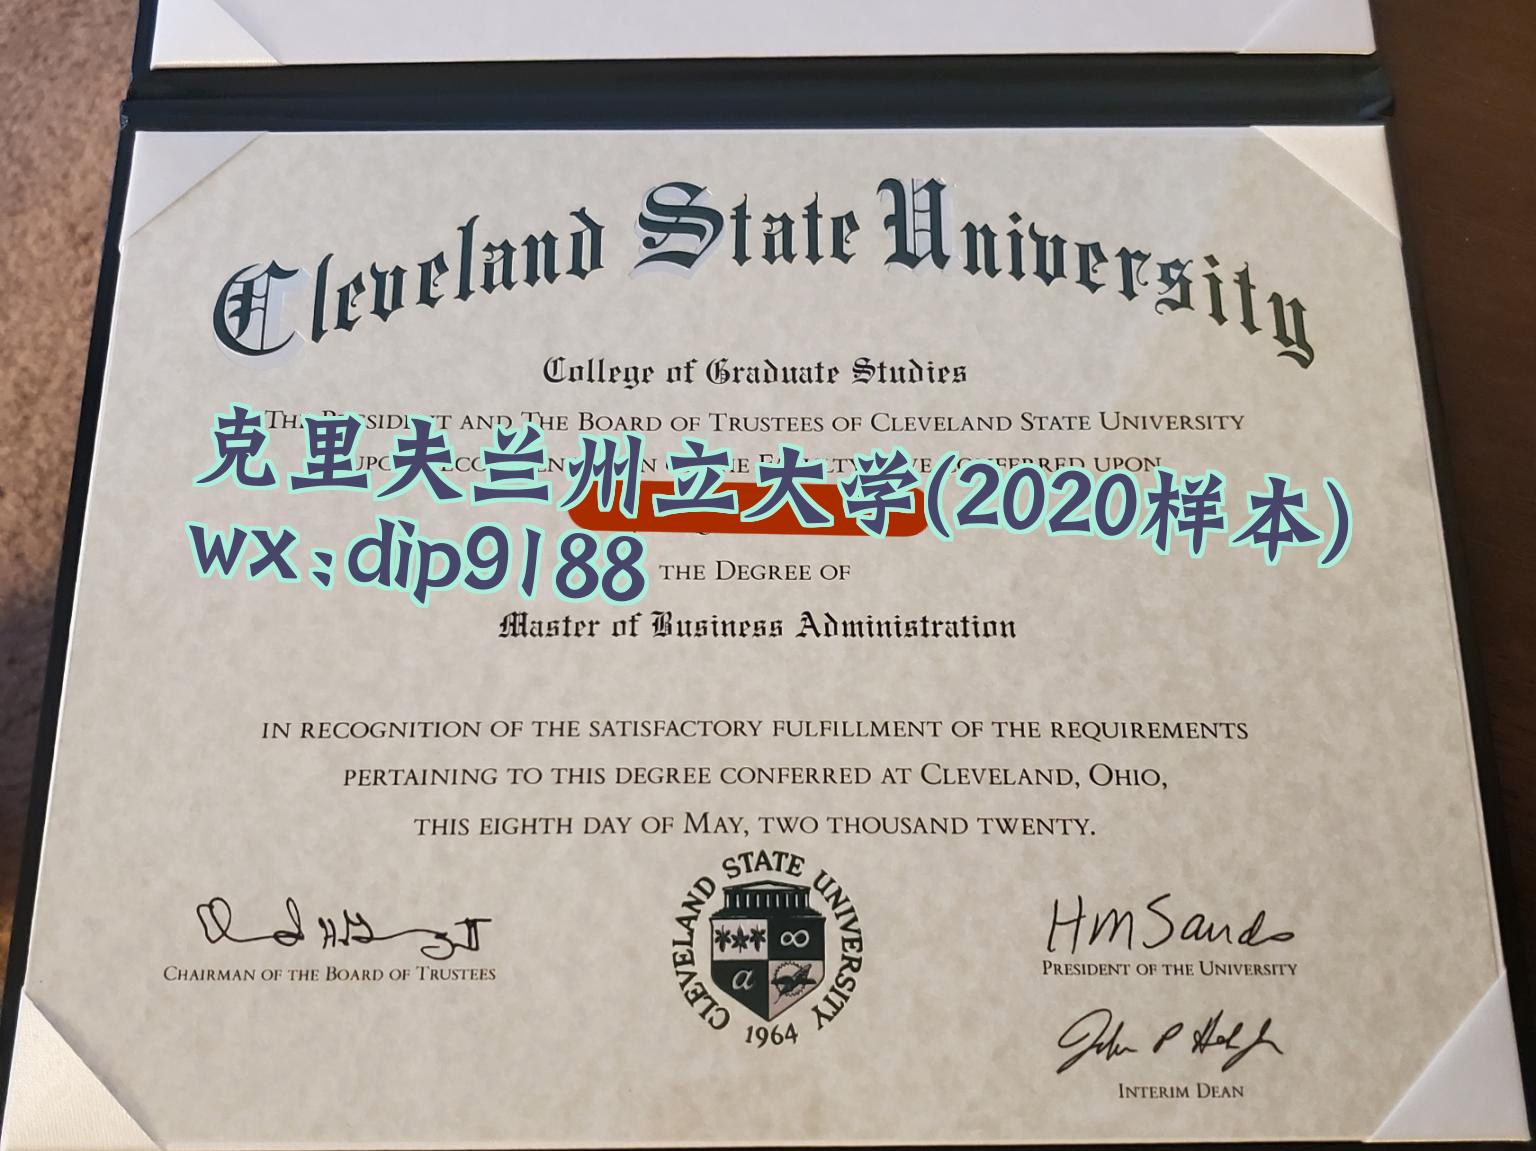 Cleveland State University
College of Graduate Studies
AND THE BOARD OF TRUSTEES OF CLEVELAND STATE UNIVERSITY
UPON
克里夫兰州立大学(2020样本)
wx:dip9188
THE DEGREE OF
Master of Business Administration
IN RECOGNITION OF THE SATISFACTORY FULFILLMENT OF THE REQUIREMENTS
PERTAINING TO THIS DEGREE CONFERRED AT CLEVELAND, OHIO,
THIS EIGHTH DAY OF MAY, TWO THOUSAND TWENTY.
CLEVELAND STATE UNIVERSITY
∞
α
1964
CHAIRMAN OF THE BOARD OF TRUSTEES
HM Sands
PRESIDENT OF THE UNIVERSITY
INTERIM DEAN